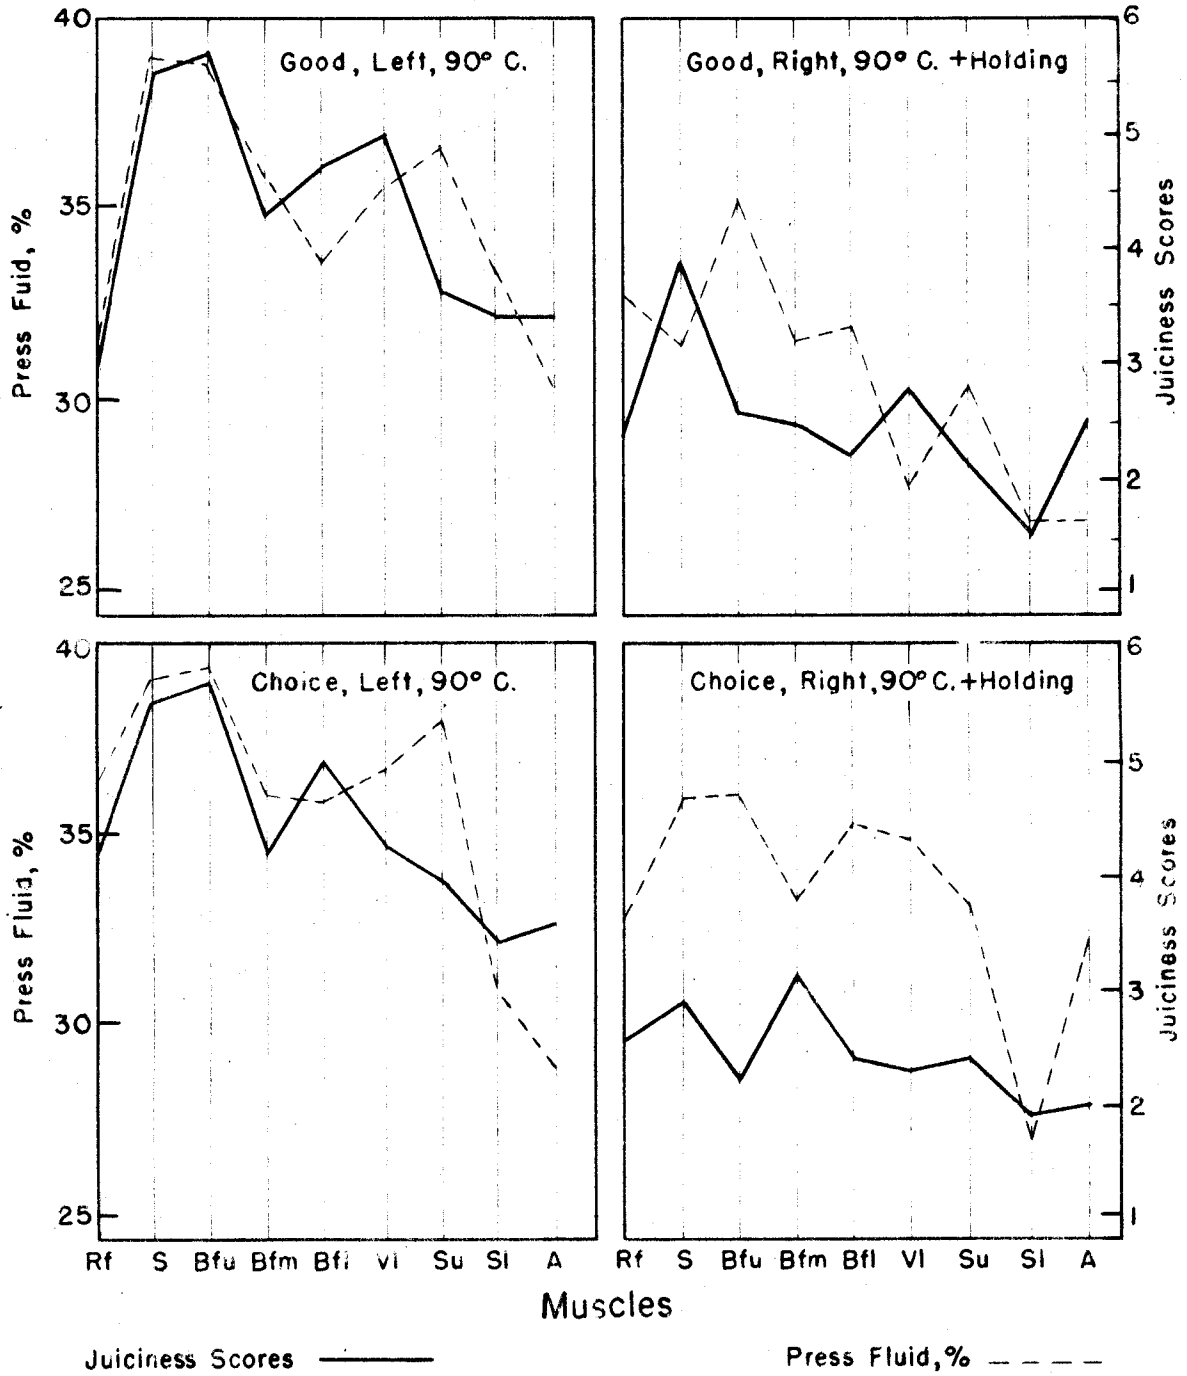 40
35
30
25
Press Fuid, %
Good, Left, 90° C.
Good, Right, 90° C. +Holding
6
5
4
3
2
1
Juiciness Scores
40
35
30
25
Press Fluid, %
Choice, Left, 90° C.
Choice, Right, 90° C. +Holding
6
5
4
3
2
1
Juiciness Scores
Rf S Bfu Bfm Bfl Vl Su Sl A
Rf S Bfu Bfm Bfl Vl Su Sl A
Muscles
Juiciness Scores
Press Fluid, %